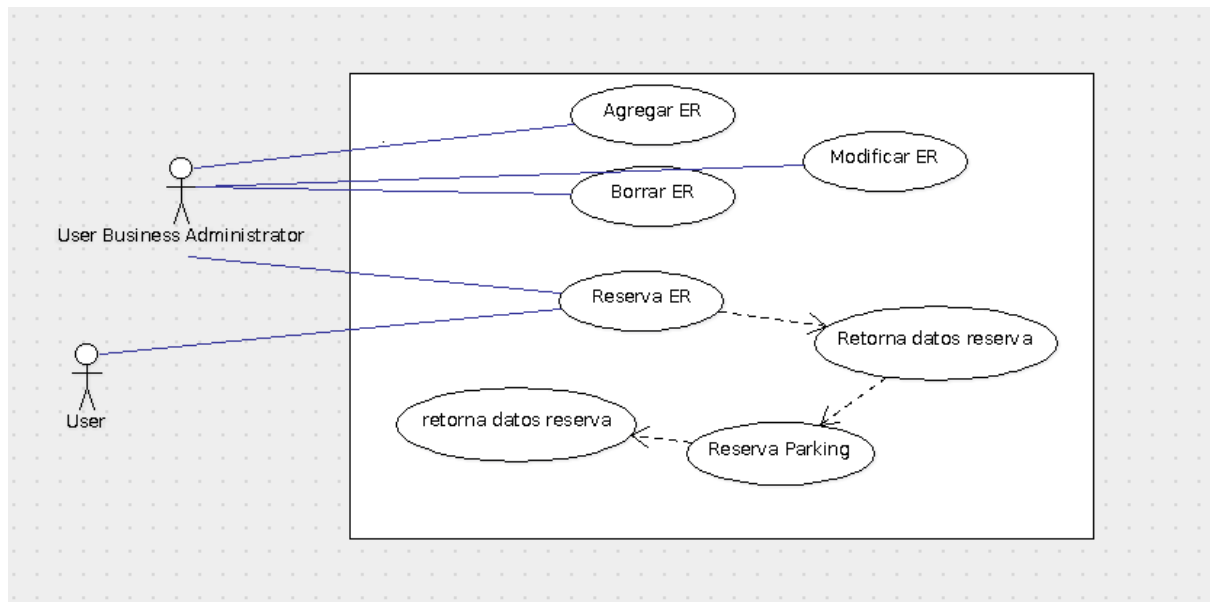 Agregar ER
Modificar ER
Borrar ER
User Business Administrator
Reserva ER
Retorna datos reserva
User
retorna datos reserva
Reserva Parking